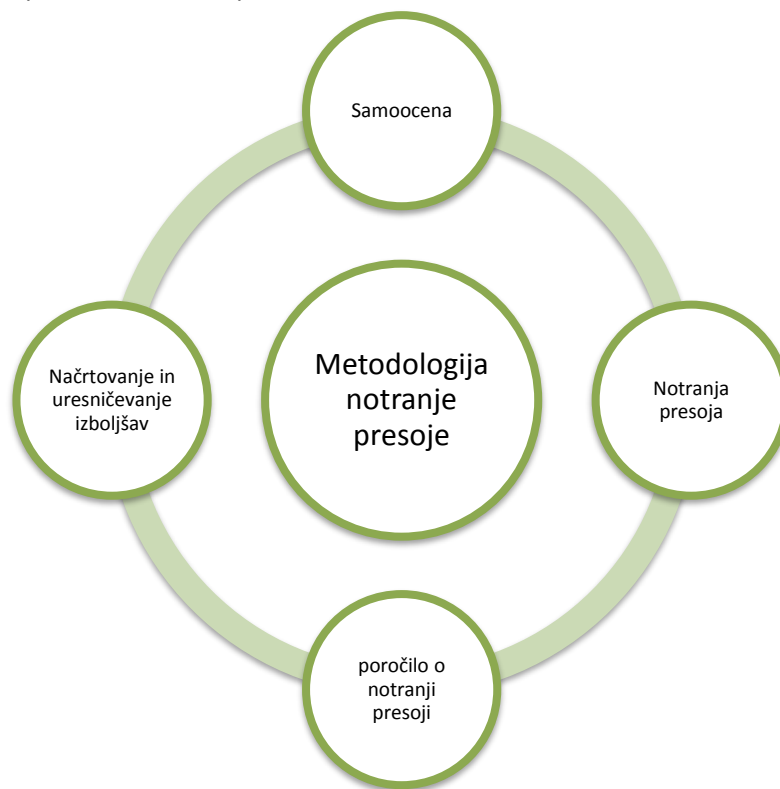 Samoocena
Načrtovanje in
uresničevanje
izboljšav
Metodologija
notranje
presoje
Notranja
presoja
poročilo o
notranji
presoji